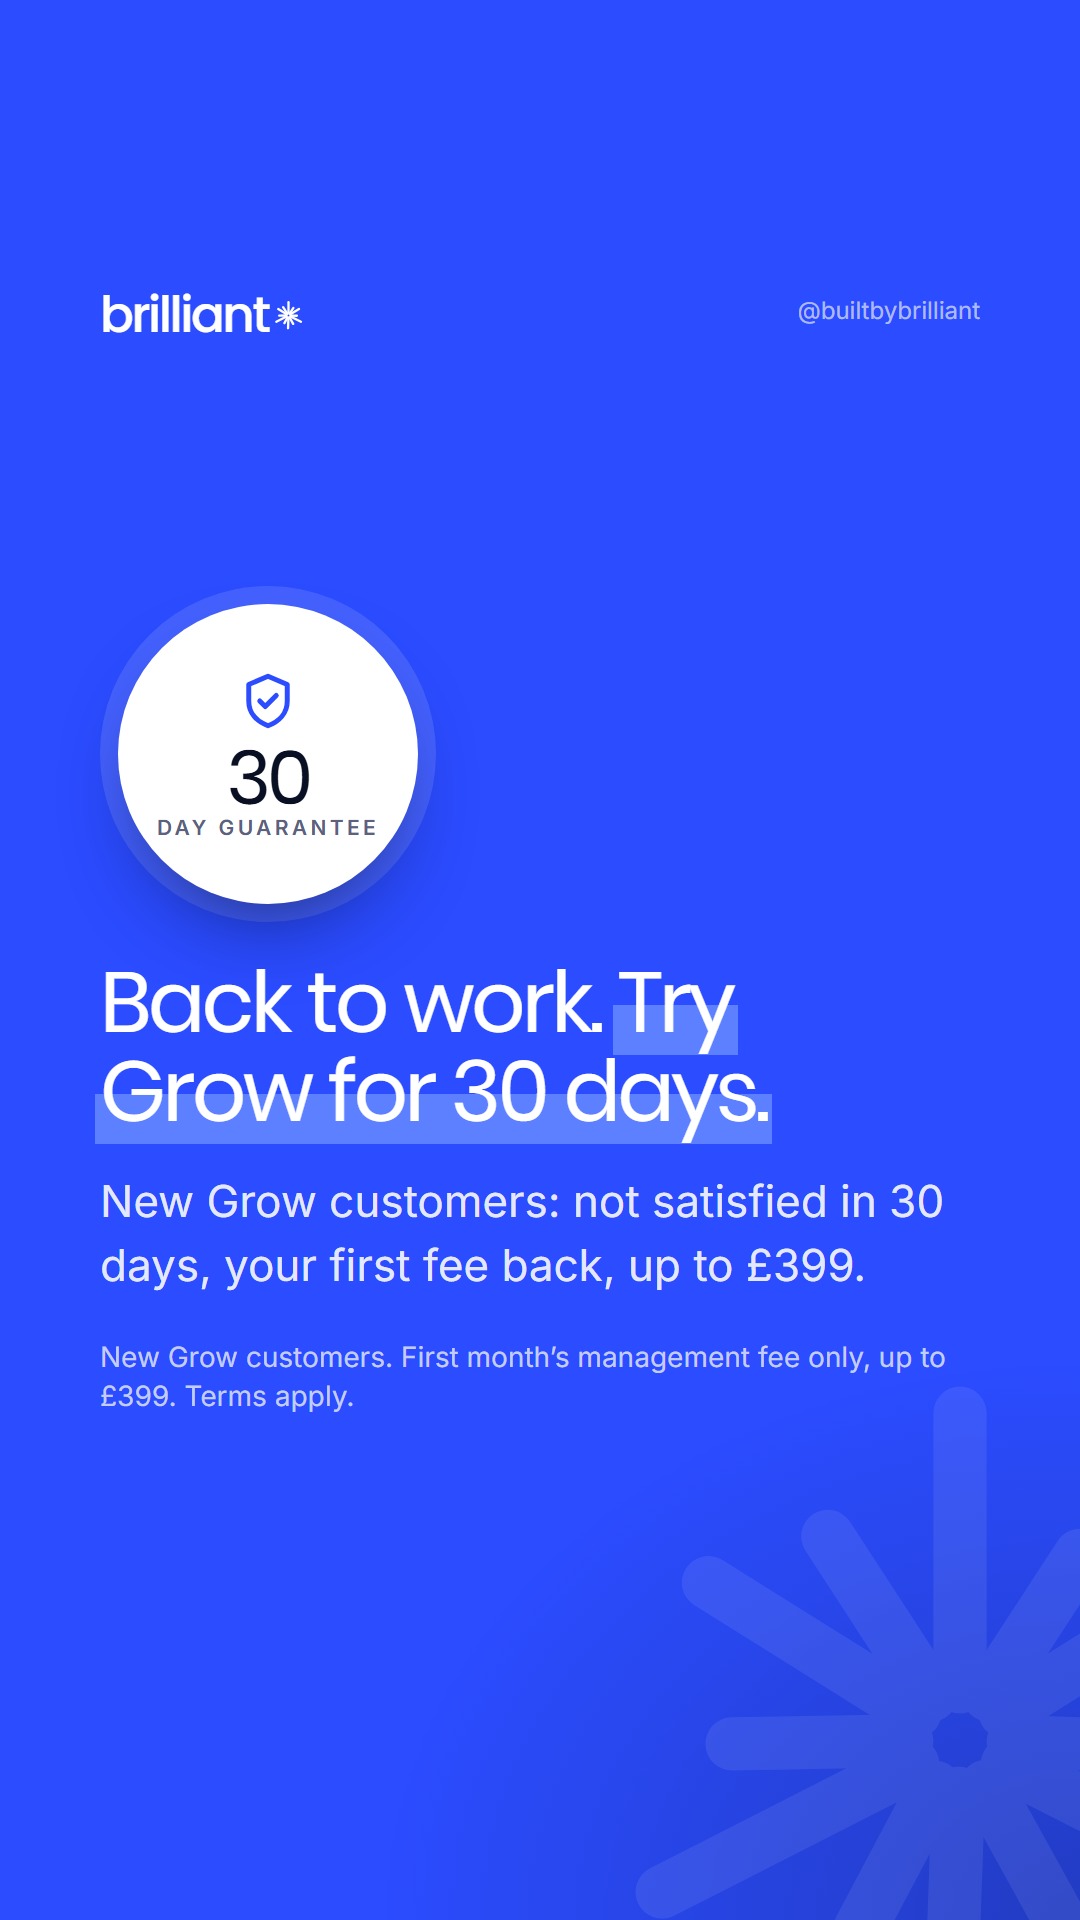 brilliant
@builtbybrilliant
30
DAY GUARANTEE
Back to work. Try
Grow for 30 days.
New Grow customers: not satisfied in 30
days, your first fee back, up to £399.
New Grow customers. First month’s management fee only, up to
£399. Terms apply.